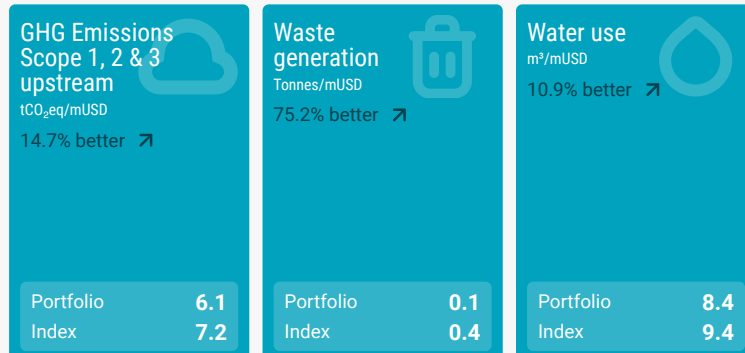 GHG Emissions
Scope 1, 2 & 3
upstream
tCO₂eq/mUSD
14.7% better
Portfolio 6.1
Index 7.2
Waste
generation
Tonnes/mUSD
75.2% better
Portfolio 0.1
Index 0.4
Water use
m³/mUSD
10.9% better
Portfolio 8.4
Index 9.4